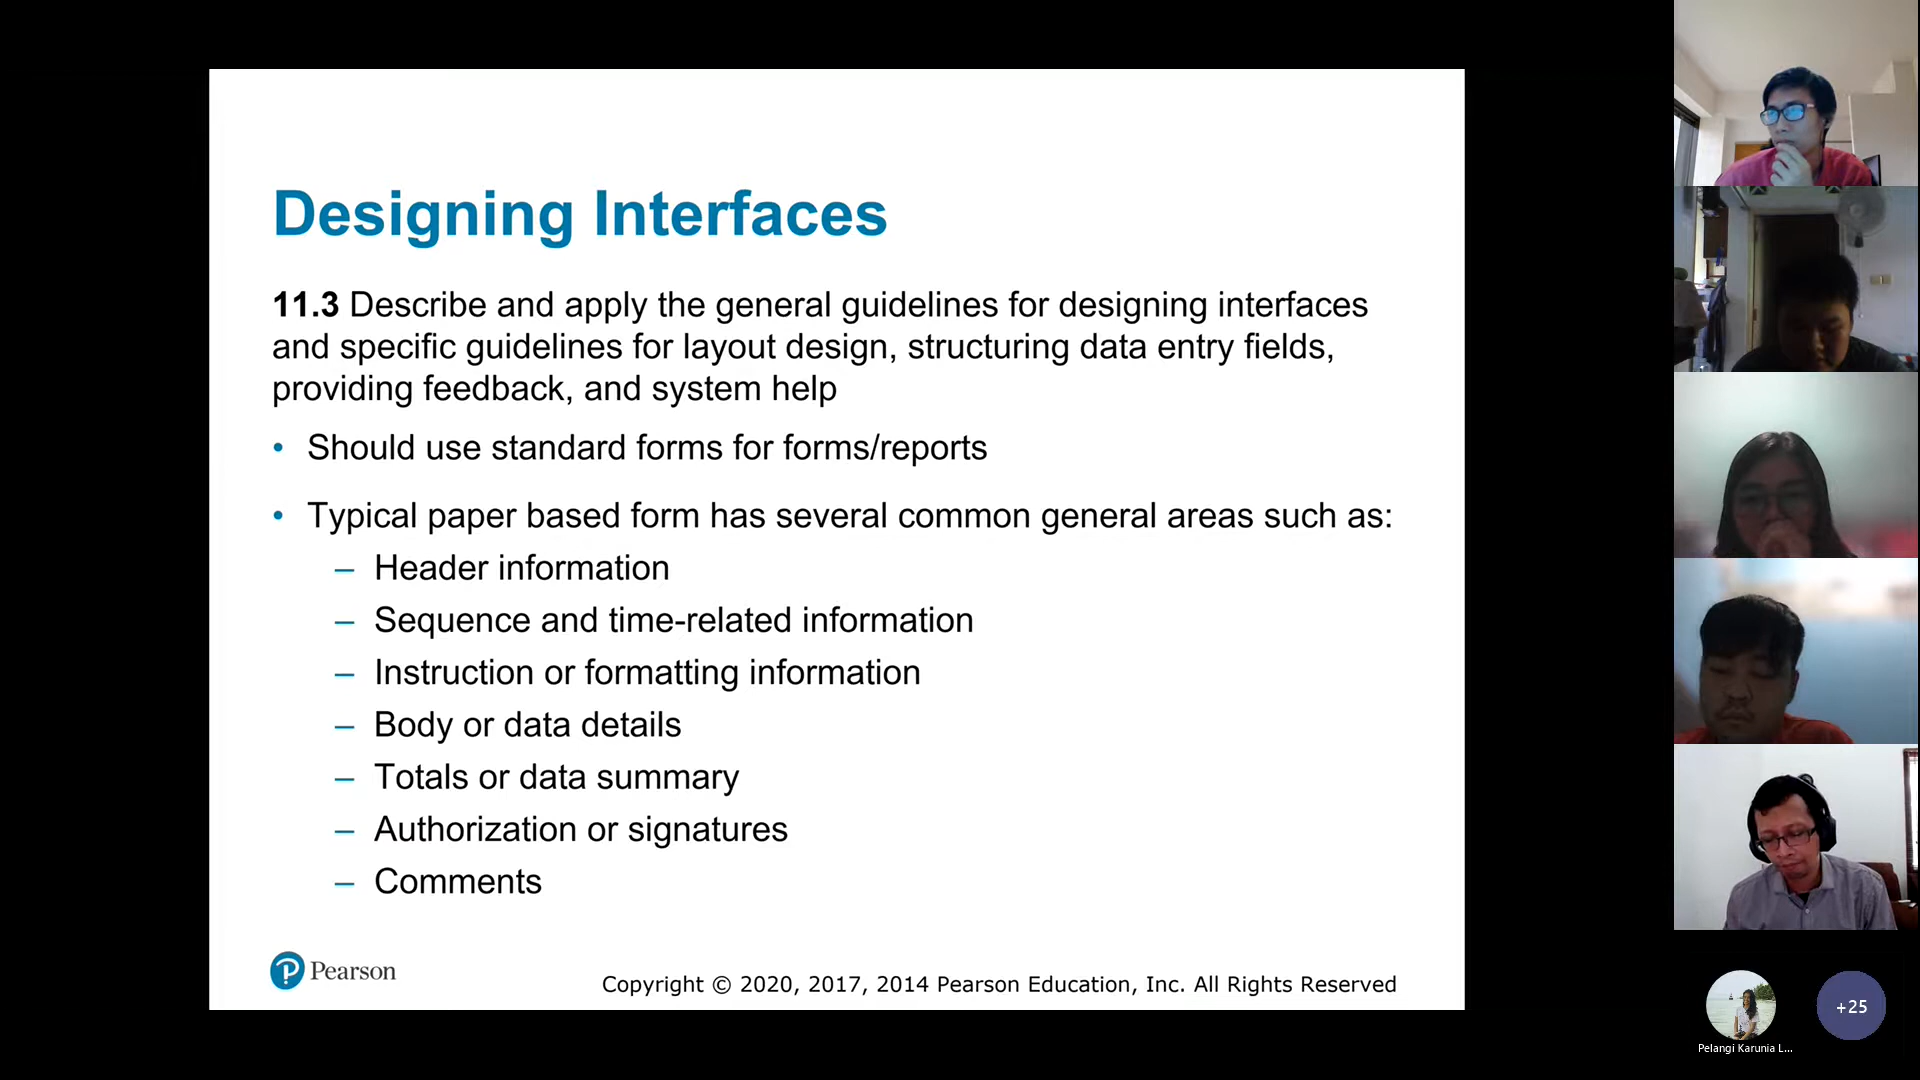 Designing Interfaces
11.3 Describe and apply the general guidelines for designing interfaces
and specific guidelines for layout design, structuring data entry fields,
providing feedback, and system help
• Should use standard forms for forms/reports
• Typical paper based form has several common general areas such as:
– Header information
– Sequence and time-related information
– Instruction or formatting information
– Body or data details
– Totals or data summary
– Authorization or signatures
– Comments
Pearson
Copyright © 2020, 2017, 2014 Pearson Education, Inc. All Rights Reserved
+25
Pelangi Karunia L...